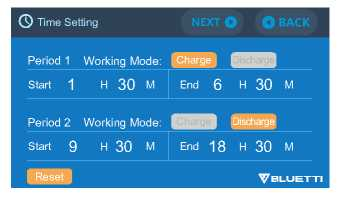 Time Setting NEXT BACK
Period 1 Working Mode: Charge Discharge
Start 1 H 30 M End 6 H 30 M
Period 2 Working Mode: Charge Discharge
Start 9 H 30 M End 18 H 30 M
Reset BLUETTI